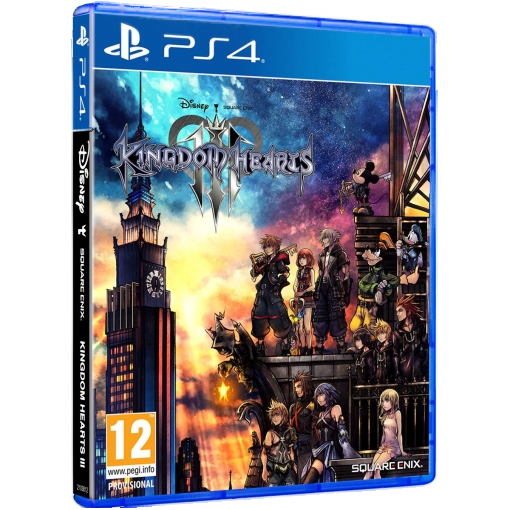 PS4
Disney SQUARE ENIX
KINGDOM HEARTS
III
12
www.pegi.info
PROVISIONAL
SQUARE ENIX.
PS4
Disney
SQUARE ENIX.
KINGDOM HEARTS III